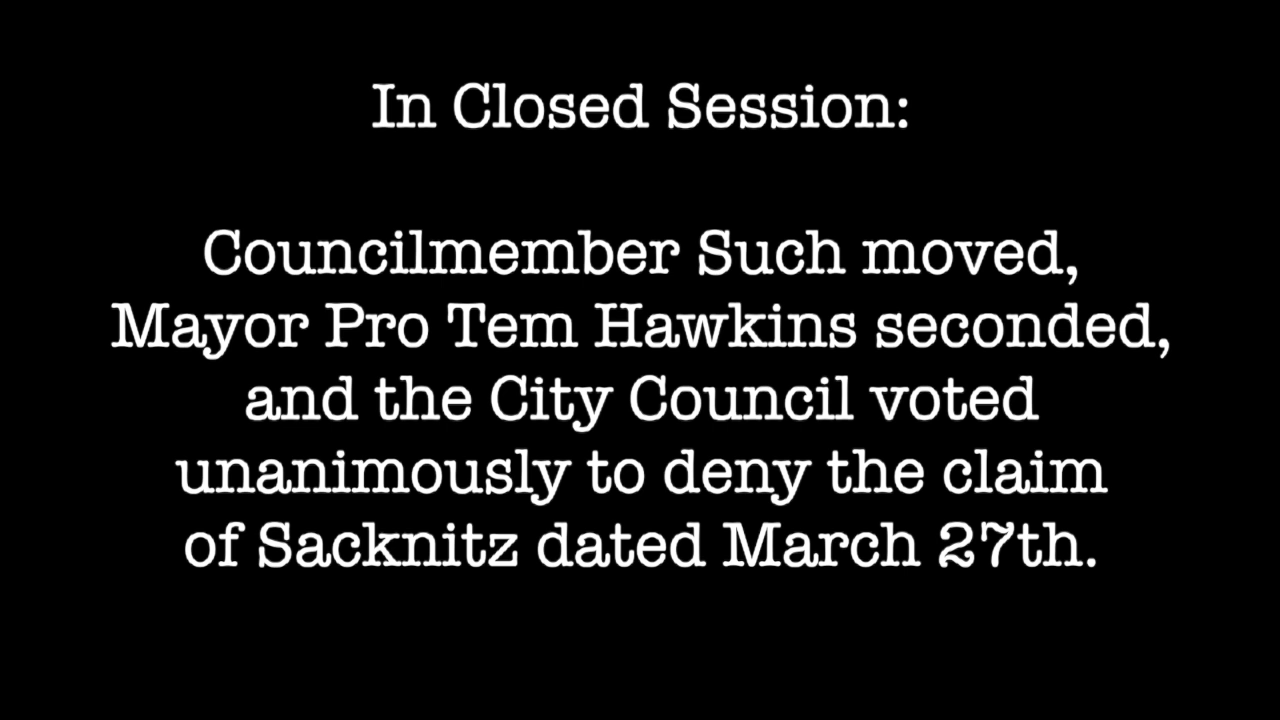 In Closed Session:
Councilmember Such moved,
Mayor Pro Tem Hawkins seconded,
and the City Council voted
unanimously to deny the claim
of Sacknitz dated March 27th.